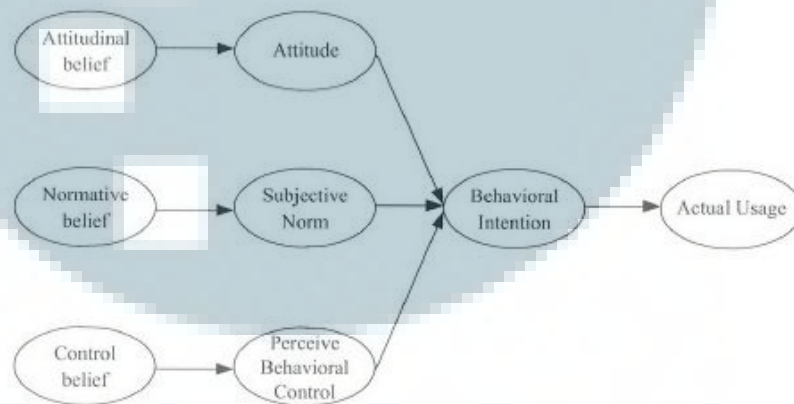 Attitudinal
belief
Attitude
Normative
belief
Subjective
Norm
Behavioral
Intention
Actual Usage
Control
belief
Perceive
Behavioral
Control